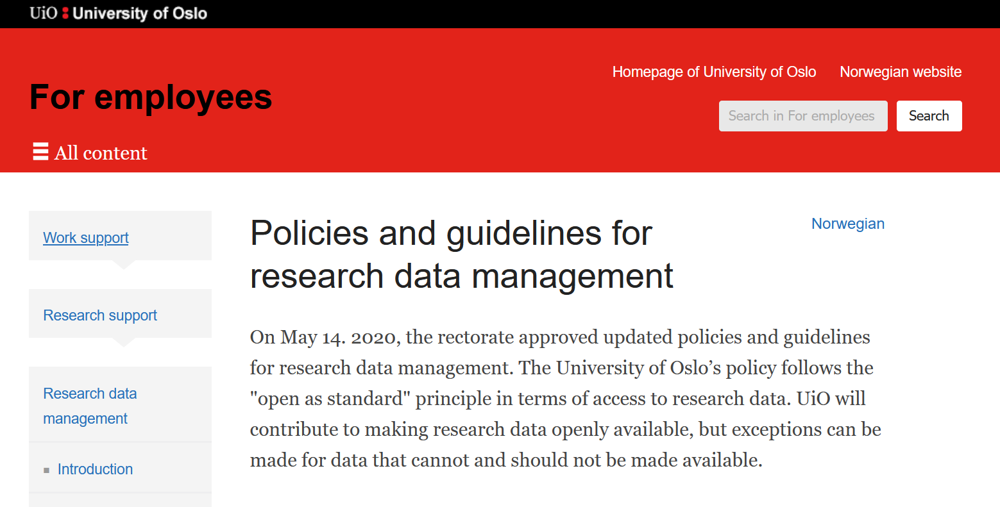 UiO University of Oslo
Homepage of University of Oslo Norwegian website
For employees
Search in For employees Search
All content
Work support
Research support
Research data
management
Introduction
Policies and guidelines for
research data management
Norwegian
On May 14. 2020, the rectorate approved updated policies and guidelines
for research data management. The University of Oslo’s policy follows the
"open as standard" principle in terms of access to research data. UiO will
contribute to making research data openly available, but exceptions can be
made for data that cannot and should not be made available.